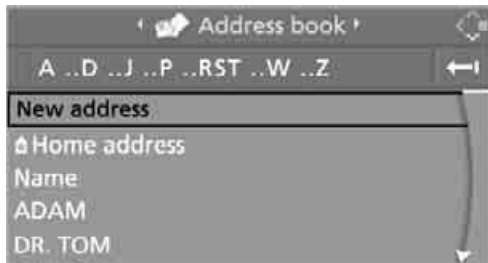 Address book
A ..D ..J ..P ..RST ..W ..Z
New address
Home address
Name
ADAM
DR. TOM